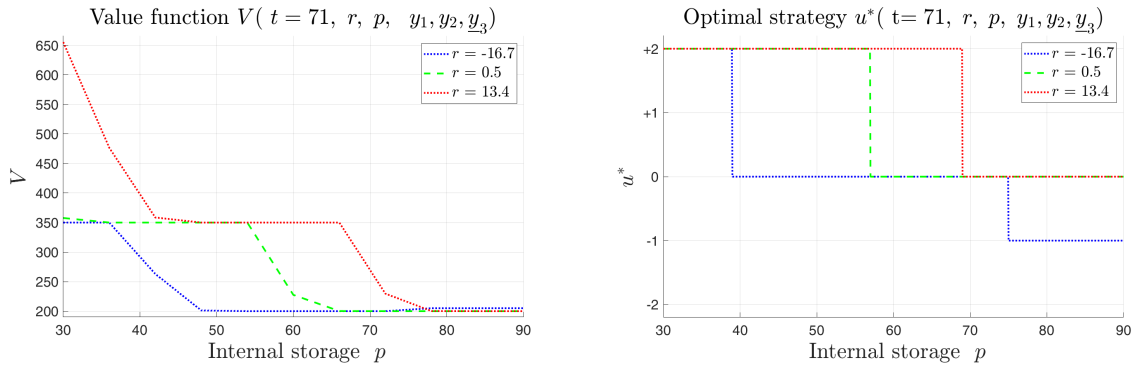 Value function V( t = 71, r, p, y₁, y₂, y̲₃)
650
600
550
500
450
400
350
300
250
200
V
30 40 50 60 70 80 90
Internal storage p
r = -16.7
r = 0.5
r = 13.4
Optimal strategy u*( t= 71, r, p, y₁, y₂, y̲₃)
+2
+1
0
-1
-2
u*
30 40 50 60 70 80 90
Internal storage p
r = -16.7
r = 0.5
r = 13.4